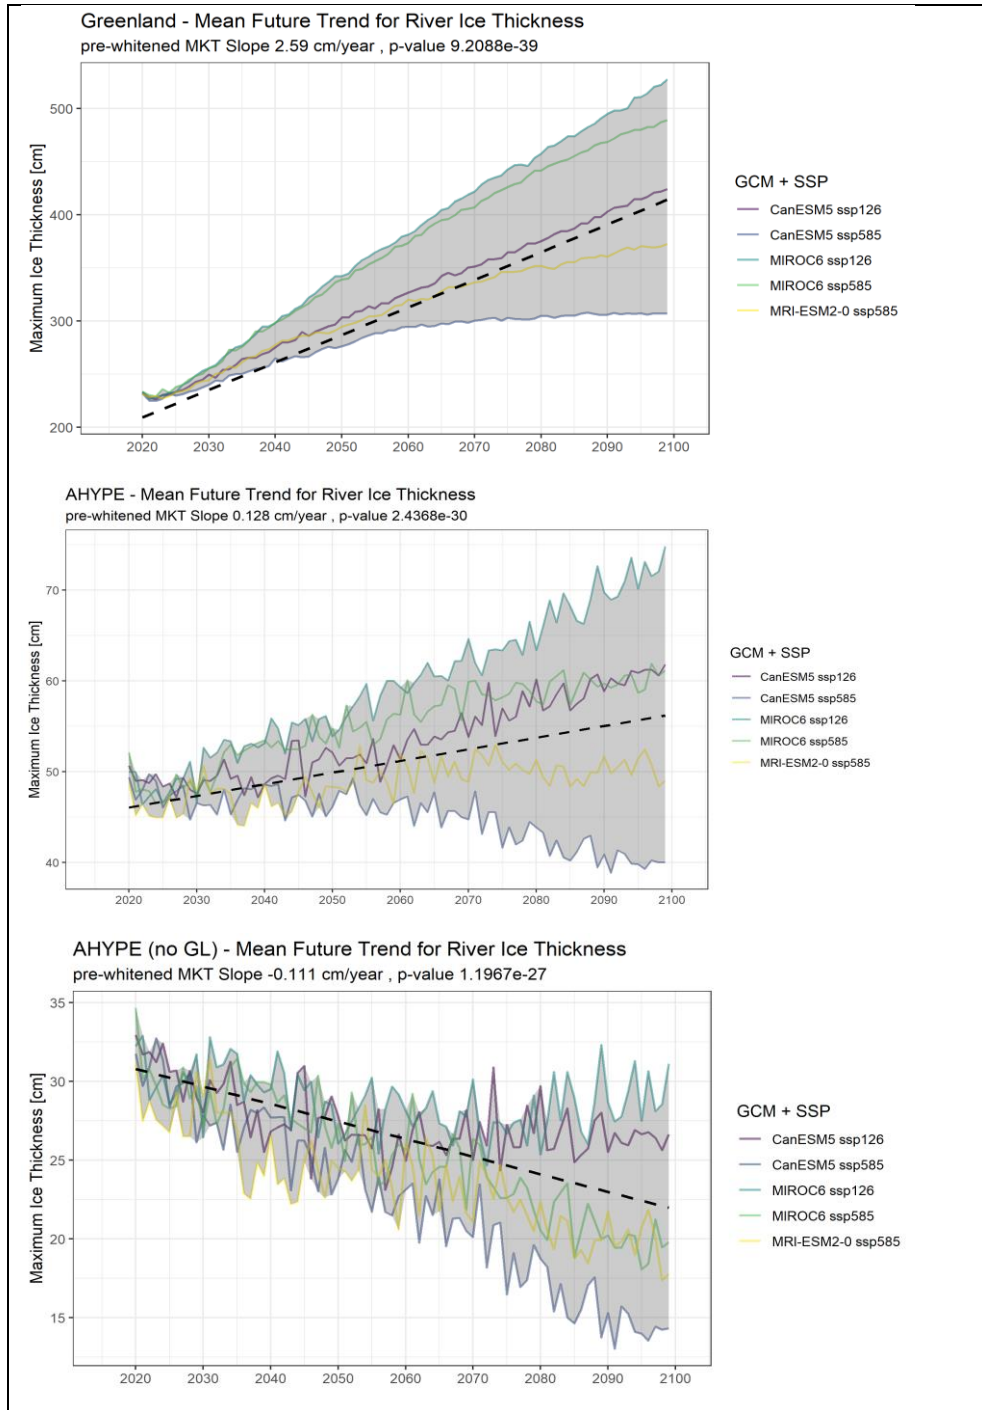 Greenland - Mean Future Trend for River Ice Thickness
pre-whitened MKT Slope 2.59 cm/year , p-value 9.2088e-39
Maximum Ice Thickness [cm]
500
400
300
200
2020 2030 2040 2050 2060 2070 2080 2090 2100
GCM + SSP
CanESM5 ssp126
CanESM5 ssp585
MIROC6 ssp126
MIROC6 ssp585
MRI-ESM2-0 ssp585
AHYPE - Mean Future Trend for River Ice Thickness
pre-whitened MKT Slope 0.128 cm/year , p-value 2.4368e-30
Maximum Ice Thickness [cm]
70
60
50
40
2020 2030 2040 2050 2060 2070 2080 2090 2100
GCM + SSP
CanESM5 ssp126
CanESM5 ssp585
MIROC6 ssp126
MIROC6 ssp585
MRI-ESM2-0 ssp585
AHYPE (no GL) - Mean Future Trend for River Ice Thickness
pre-whitened MKT Slope -0.111 cm/year , p-value 1.1967e-27
Maximum Ice Thickness [cm]
35
30
25
20
15
2020 2030 2040 2050 2060 2070 2080 2090 2100
GCM + SSP
CanESM5 ssp126
CanESM5 ssp585
MIROC6 ssp126
MIROC6 ssp585
MRI-ESM2-0 ssp585